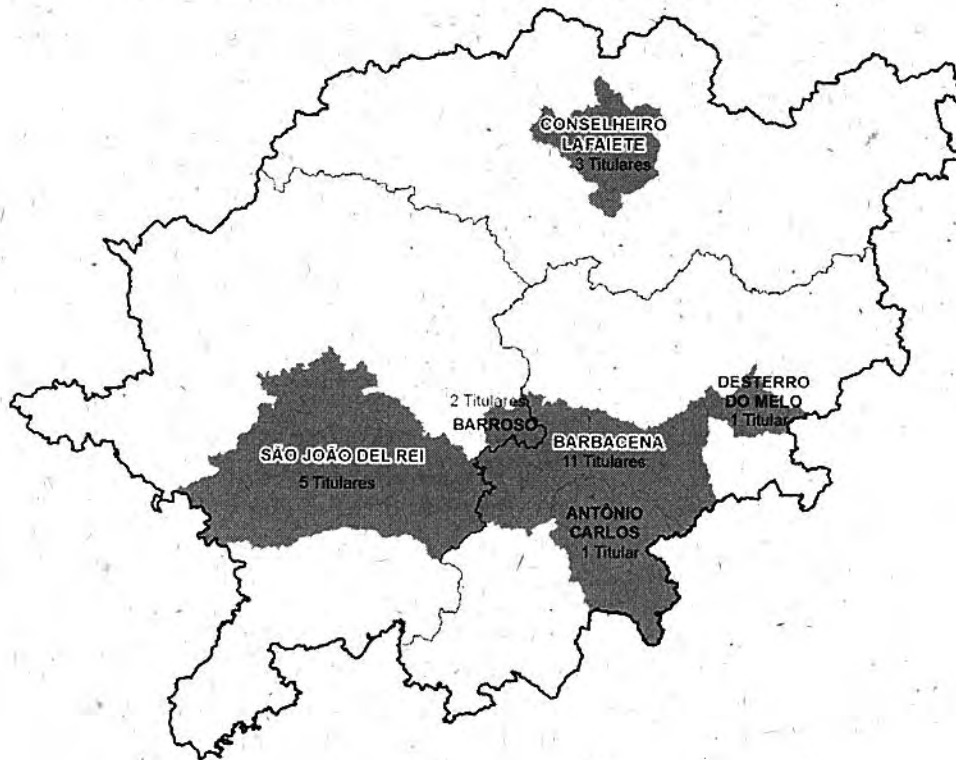 CONSELHEIRO
LAFAIETE
3 Titulares
DESTERRO
DO MELO
1 Titular
2 Titulares
BARROSO
BARBACENA
11 Titulares
SÃO JOÃO DEL REI
5 Titulares
ANTÔNIO
CARLOS
1 Titular